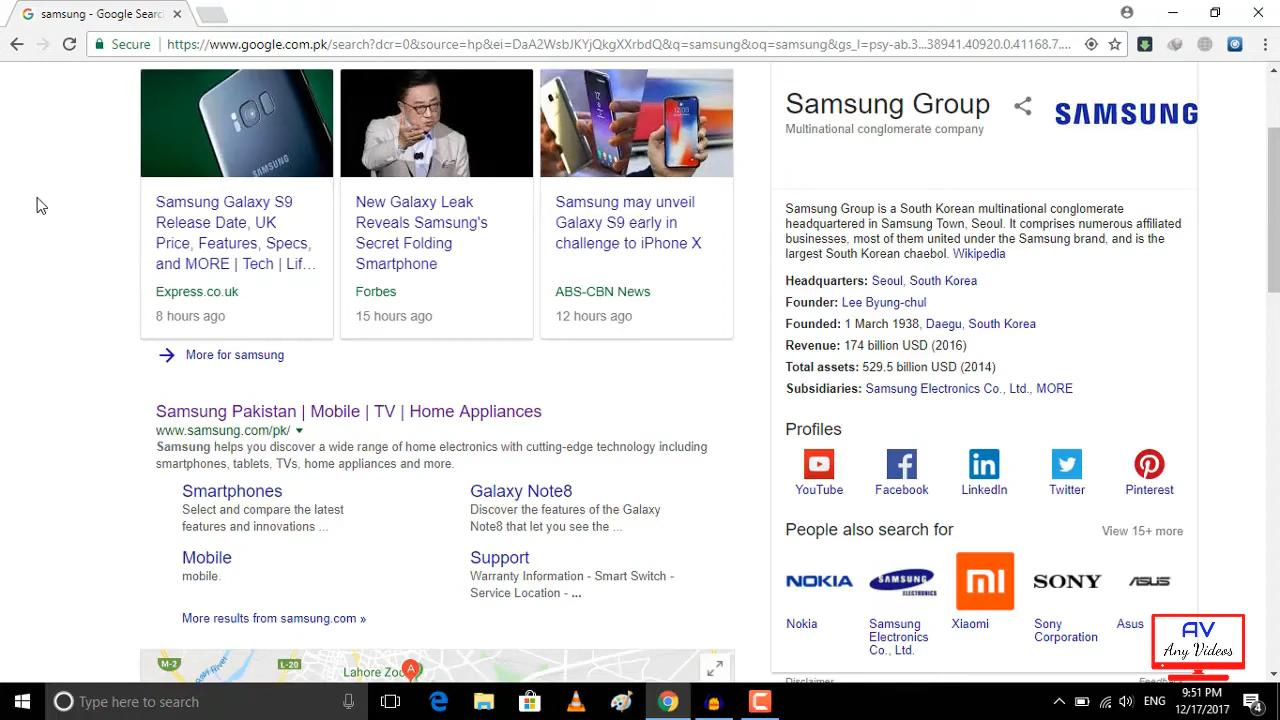 samsung - Google Searc
Secure
https://www.google.com.pk/search?dcr=0&source=hp&ei=DaA2WsbJKYjQkgXXrbdQ&q=samsung&oq=samsung&gs_l=psy-ab.3...38941.40920.0.41168.7....
SAMSUNG
Samsung Galaxy S9
Release Date, UK
Price, Features, Specs,
and MORE | Tech | Lif...
Express.co.uk
8 hours ago
New Galaxy Leak
Reveals Samsung's
Secret Folding
Smartphone
Forbes
15 hours ago
Samsung may unveil
Galaxy S9 early in
challenge to iPhone X
ABS-CBN News
12 hours ago
More for samsung
Samsung Pakistan | Mobile | TV | Home Appliances
www.samsung.com/pk/
Samsung helps you discover a wide range of home electronics with cutting-edge technology including
smartphones, tablets, TVs, home appliances and more.
Smartphones
Select and compare the latest
features and innovations ...
Galaxy Note8
Discover the features of the Galaxy
Note8 that let you see the ...
Mobile
mobile.
Support
Warranty Information - Smart Switch -
Service Location - ...
More results from samsung.com »
M-2
L-20
Lahore Zoo
A
Samsung Group
Multinational conglomerate company
SAMSUNG
Samsung Group is a South Korean multinational conglomerate
headquartered in Samsung Town, Seoul. It comprises numerous affiliated
businesses, most of them united under the Samsung brand, and is the
largest South Korean chaebol. Wikipedia
Headquarters: Seoul, South Korea
Founder: Lee Byung-chul
Founded: 1 March 1938, Daegu, South Korea
Revenue: 174 billion USD (2016)
Total assets: 529.5 billion USD (2014)
Subsidiaries: Samsung Electronics Co., Ltd., MORE
Profiles
YouTube
Facebook
LinkedIn
Twitter
Pinterest
People also search for
View 15+ more
NOKIA
SAMSUNG
ELECTRONICS
MI
SONY
ASUS
Nokia
Samsung
Electronics
Co., Ltd.
Xiaomi
Sony
Corporation
Asus
AV
Any Videos
Disclaimer
Type here to search
ENG
9:51 PM
12/17/2017
4